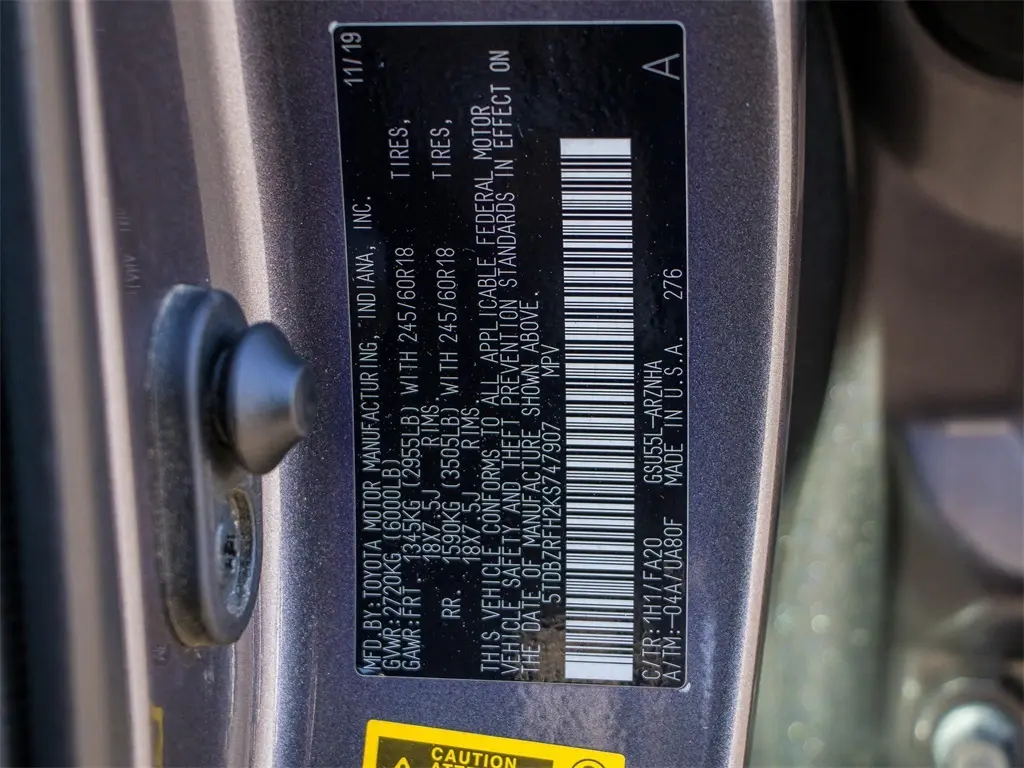 MFD.BY:TOYOTA MOTOR MANUFACTURING, INDIANA, INC. 11/19
GVWR:2720KG (6000LB)
GAWR:FRT 1345KG (2955LB) WITH 245/60R18 TIRES,
18X7.5J RIMS
RR. 1590KG (3505LB) WITH 245/60R18 TIRES,
18X7.5J RIMS
THIS VEHICLE CONFORMS TO ALL APPLICABLE FEDERAL MOTOR
VEHICLE SAFETY AND THEFT PREVENTION STANDARDS IN EFFECT ON
THE DATE OF MANUFACTURE SHOWN ABOVE.
5TDBZRFH2KS747907 MPV
C/TR:1H1/FA20 GSU55L-ARZNHA
A/TM:-04A/UA80F MADE IN U.S.A. 276 A
CAUTION